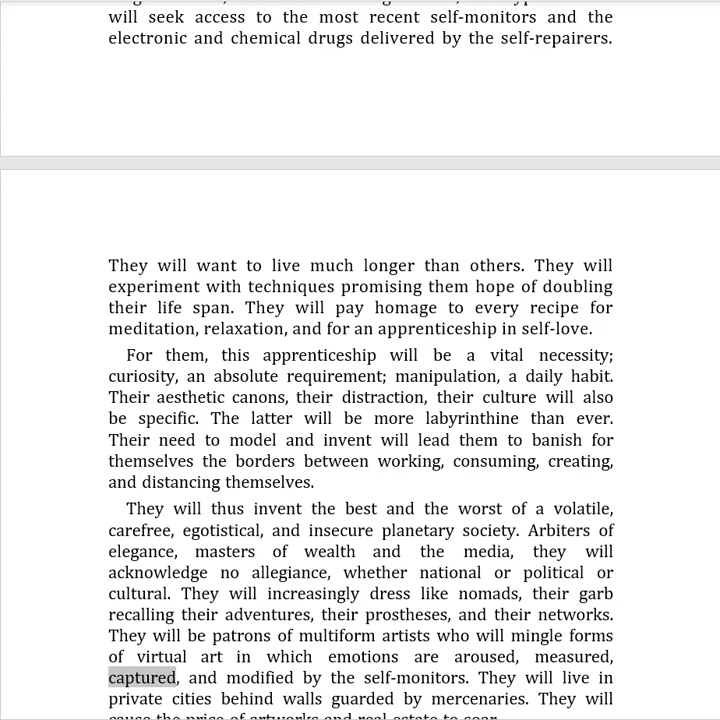 will seek access to the most recent self-monitors and the
electronic and chemical drugs delivered by the self-repairers.
They will want to live much longer than others. They will
experiment with techniques promising them hope of doubling
their life span. They will pay homage to every recipe for
meditation, relaxation, and for an apprenticeship in self-love.
For them, this apprenticeship will be a vital necessity;
curiosity, an absolute requirement; manipulation, a daily habit.
Their aesthetic canons, their distraction, their culture will also
be specific. The latter will be more labyrinthine than ever.
Their need to model and invent will lead them to banish for
themselves the borders between working, consuming, creating,
and distancing themselves.
They will thus invent the best and the worst of a volatile,
carefree, egotistical, and insecure planetary society. Arbiters of
elegance, masters of wealth and the media, they will
acknowledge no allegiance, whether national or political or
cultural. They will increasingly dress like nomads, their garb
recalling their adventures, their prostheses, and their networks.
They will be patrons of multiform artists who will mingle forms
of virtual art in which emotions are aroused, measured,
captured, and modified by the self-monitors. They will live in
private cities behind walls guarded by mercenaries. They will
cause the price of artworks and real estate to soar.